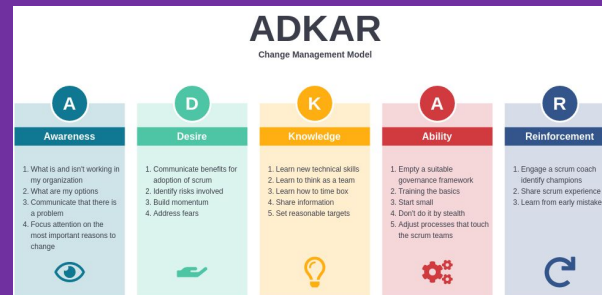 ADKAR
Change Management Model
A
Awareness
1. What is and isn't working in
my organization
2. What are my options
3. Communicate that there is
a problem
4. Focus attention on the
most important reasons to
change
D
Desire
1. Communicate benefits for
adoption of scrum
2. Identify risks involved
3. Build momentum
4. Address fears
K
Knowledge
1. Learn new technical skills
2. Learn to think as a team
3. Learn how to time box
4. Share information
5. Set reasonable targets
A
Ability
1. Empty a suitable
governance framework
2. Training the basics
3. Start small
4. Don't do it by stealth
5. Adjust processes that touch
the scrum teams
R
Reinforcement
1. Engage a scrum coach
identify champions
2. Share scrum experience
3. Learn from early mistake